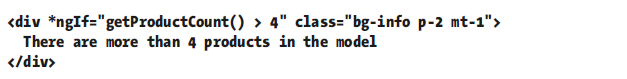 <div *ngIf="getProductCount() > 4" class="bg-info p-2 mt-1">
  There are more than 4 products in the model
</div>